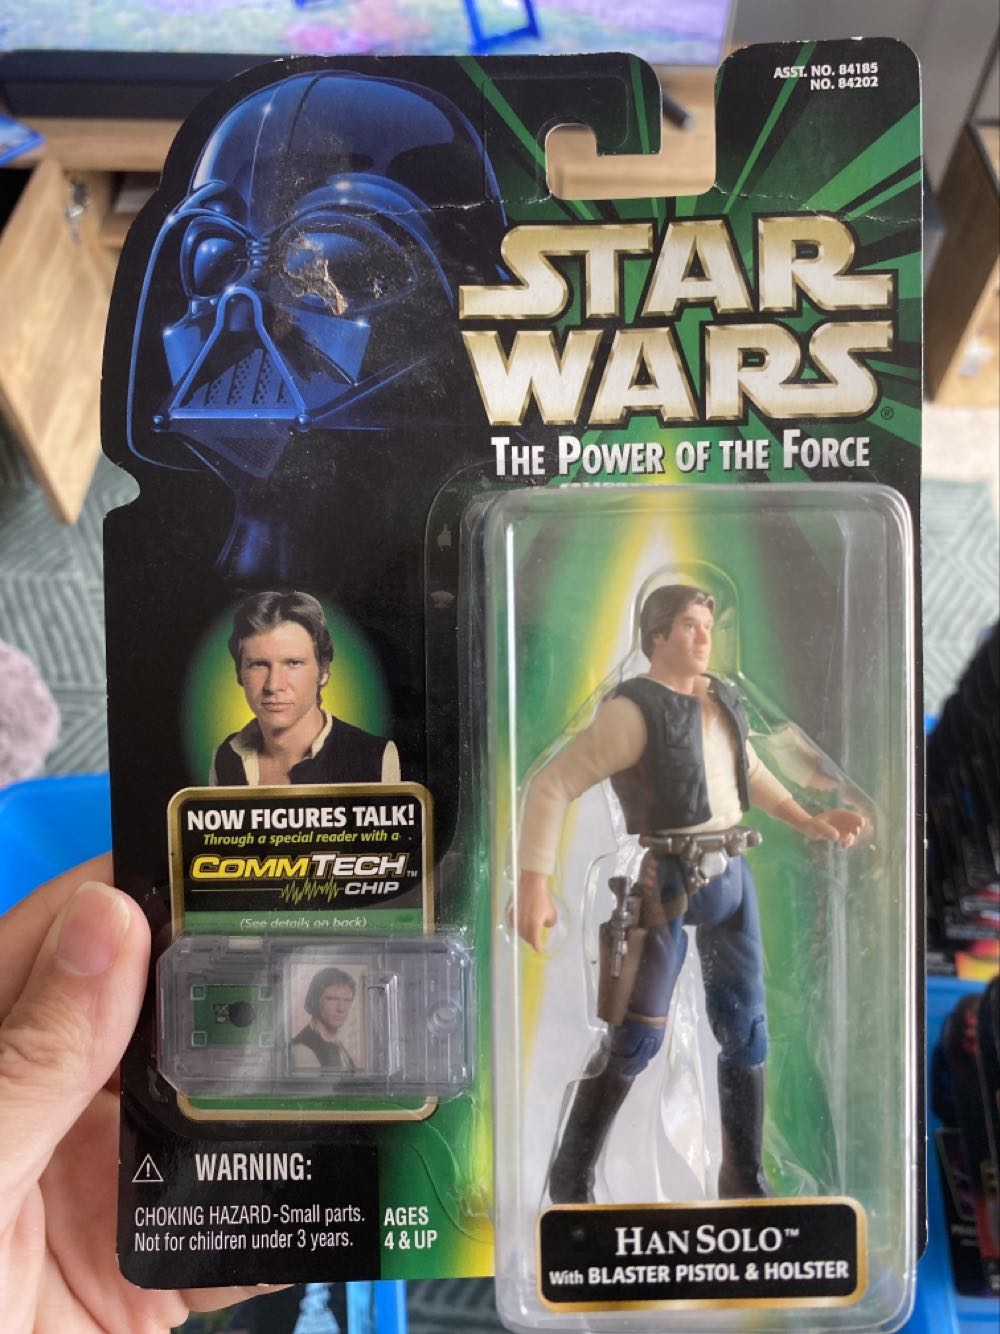 ASST. NO. 84185
NO. 84202
STAR
WARS®
THE POWER OF THE FORCE
NOW FIGURES TALK!
Through a special reader with a
COMMTECH™
CHIP
(See details on back)
⚠ WARNING:
CHOKING HAZARD-Small parts.
Not for children under 3 years.
AGES
4 & UP
HAN SOLO™
With BLASTER PISTOL & HOLSTER